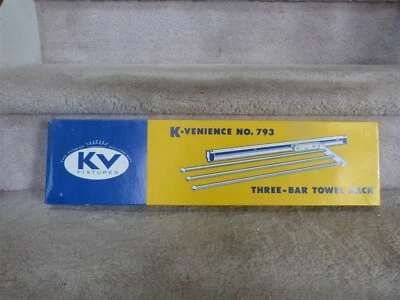 KV
FIXTURES
K-VENIENCE NO. 793
THREE-BAR TOWEL RACK